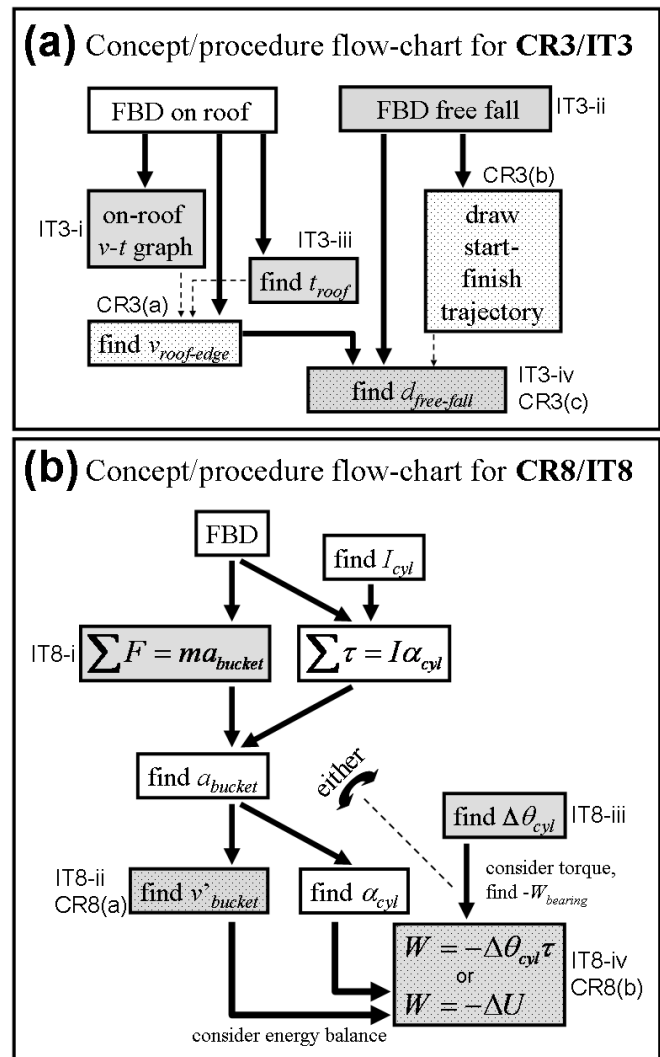 (a) Concept/procedure flow-chart for CR3/IT3
FBD on roof
FBD free fall
IT3-ii
CR3(b)
IT3-i
on-roof
v-t graph
IT3-iii
find t_roof
draw
start-
finish
trajectory
CR3(a)
find v_roof-edge
find d_free-fall
IT3-iv
CR3(c)
(b) Concept/procedure flow-chart for CR8/IT8
FBD
find I_cyl
IT8-i
∑F = ma_bucket
∑τ = Iα_cyl
find a_bucket
either
find Δθ_cyl
IT8-iii
consider torque,
find -W_bearing
IT8-ii
CR8(a)
find v'_bucket
find α_cyl
W = −Δθ_cyl τ
or
W = −ΔU
IT8-iv
CR8(b)
consider energy balance